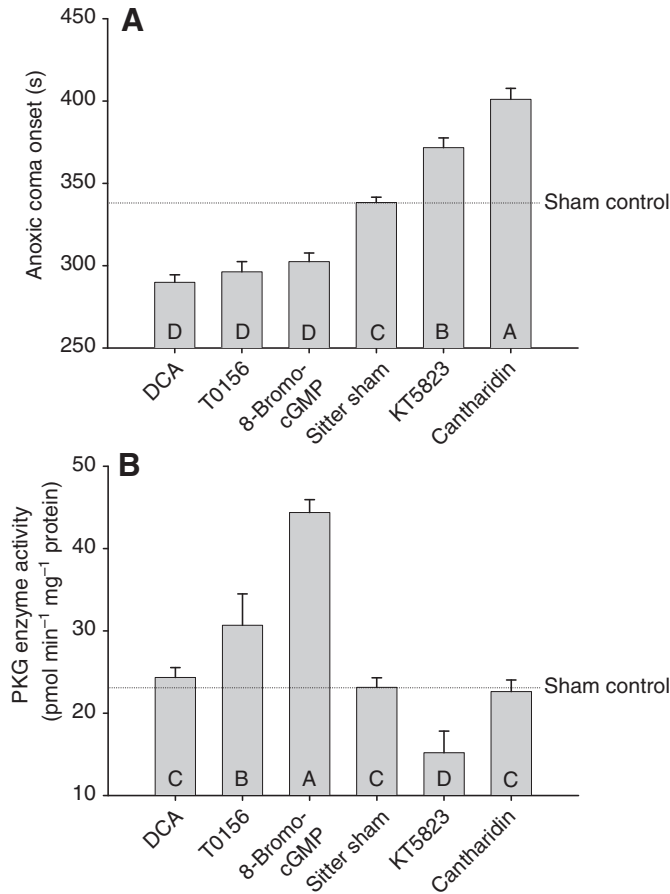 A
Anoxic coma onset (s)
450
400
350
300
250
Sham control
D D D C B A
DCA
T0156
8-Bromo-
cGMP
Sitter sham
KT5823
Cantharidin
B
PKG enzyme activity
(pmol min⁻¹ mg⁻¹ protein)
50
40
30
20
10
Sham control
C B A C D C
DCA
T0156
8-Bromo-
cGMP
Sitter sham
KT5823
Cantharidin